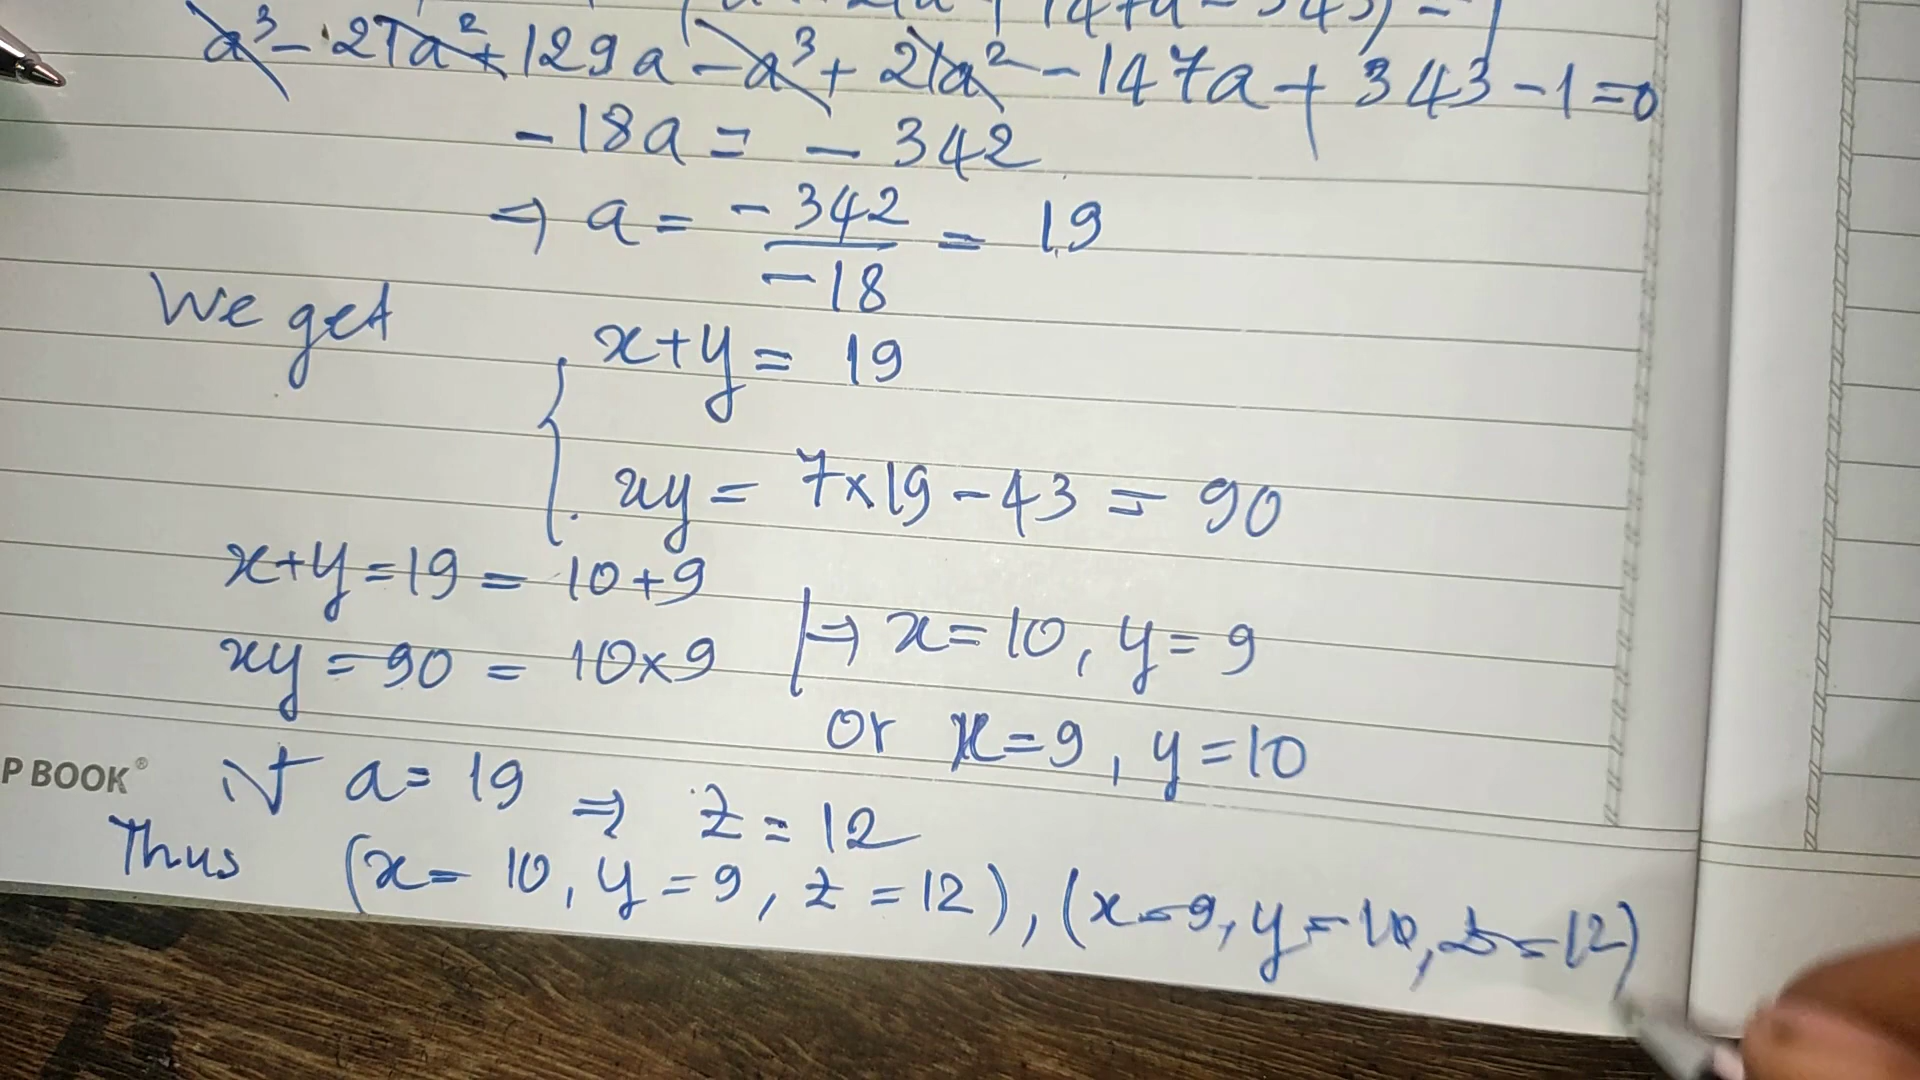 a³ - 21a² + 129a - a³ + 21a² - 147a + 343 - 1 = 0
-18a = - 342
⇒ a = -342/-18 = 19
We get
x+y = 19
xy = 7×19 - 43 = 90
x+y = 19 = 10+9
xy = 90 = 10×9
⇒ x = 10, y = 9
or x = 9, y = 10
P BOOK®
a = 19 ⇒ z = 12
Thus (x = 10, y = 9, z = 12), (x = 9, y = 10, z = 12)